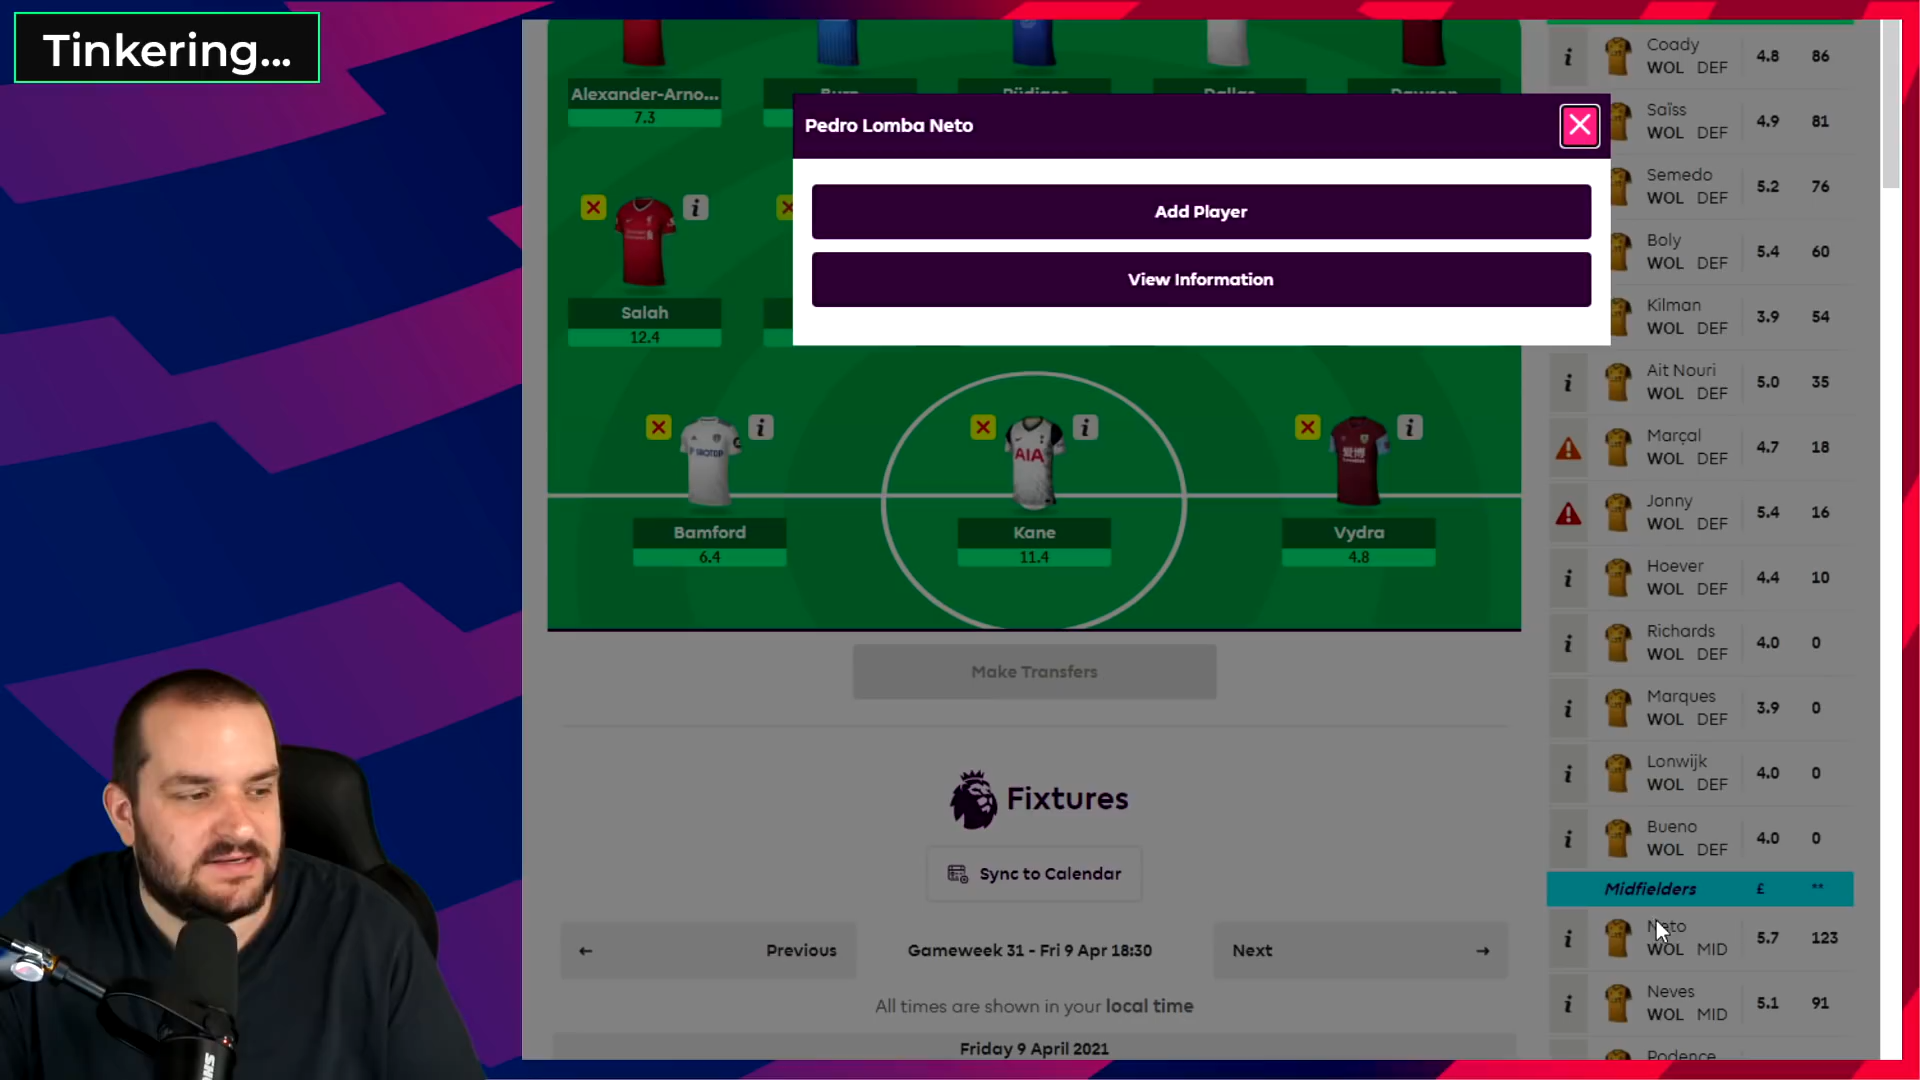 Tinkering...
Alexander-Arno...
7.3
Pedro Lomba Neto
Add Player
View Information
Salah
12.4
AIA
Bamford
6.4
Kane
11.4
Vydra
4.8
Make Transfers
Fixtures
Sync to Calendar
← Previous
Gameweek 31 - Fri 9 Apr 18:30
Next →
All times are shown in your local time
Friday 9 April 2021
Coady
WOL DEF
4.8
86
Saïss
WOL DEF
4.9
81
Semedo
WOL DEF
5.2
76
Boly
WOL DEF
5.4
60
Kilman
WOL DEF
3.9
54
Ait Nouri
WOL DEF
5.0
35
Marçal
WOL DEF
4.7
18
Jonny
WOL DEF
5.4
16
Hoever
WOL DEF
4.4
10
Richards
WOL DEF
4.0
0
Marques
WOL DEF
3.9
0
Lonwijk
WOL DEF
4.0
0
Bueno
WOL DEF
4.0
0
Midfielders £ **
Neto
WOL MID
5.7
123
Neves
WOL MID
5.1
91
Podence